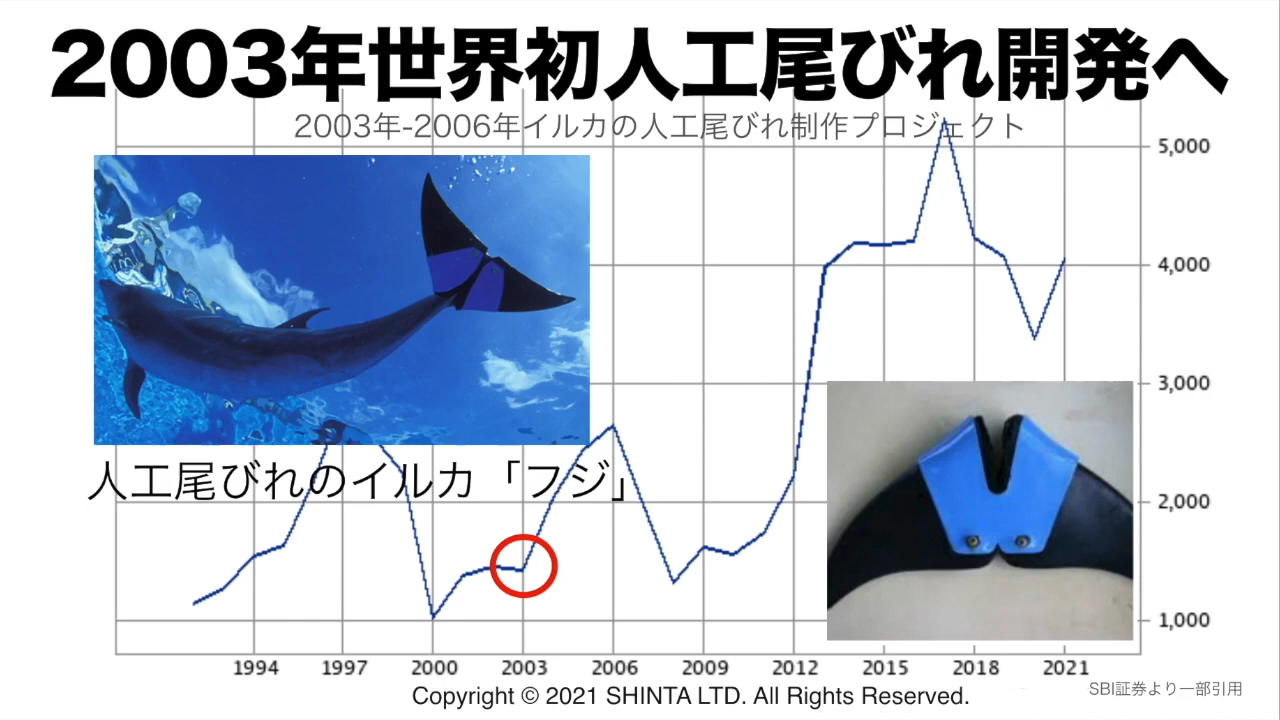 2003年世界初人工尾びれ開発へ
2003年-2006年イルカの人工尾びれ制作プロジェクト
5,000
4,000
3,000
人工尾びれのイルカ「フジ」
2,000
1,000
1994 1997 2000 2003 2006 2009 2012 2015 2018 2021
Copyright © 2021 SHINTA LTD. All Rights Reserved.
SBI証券より一部引用